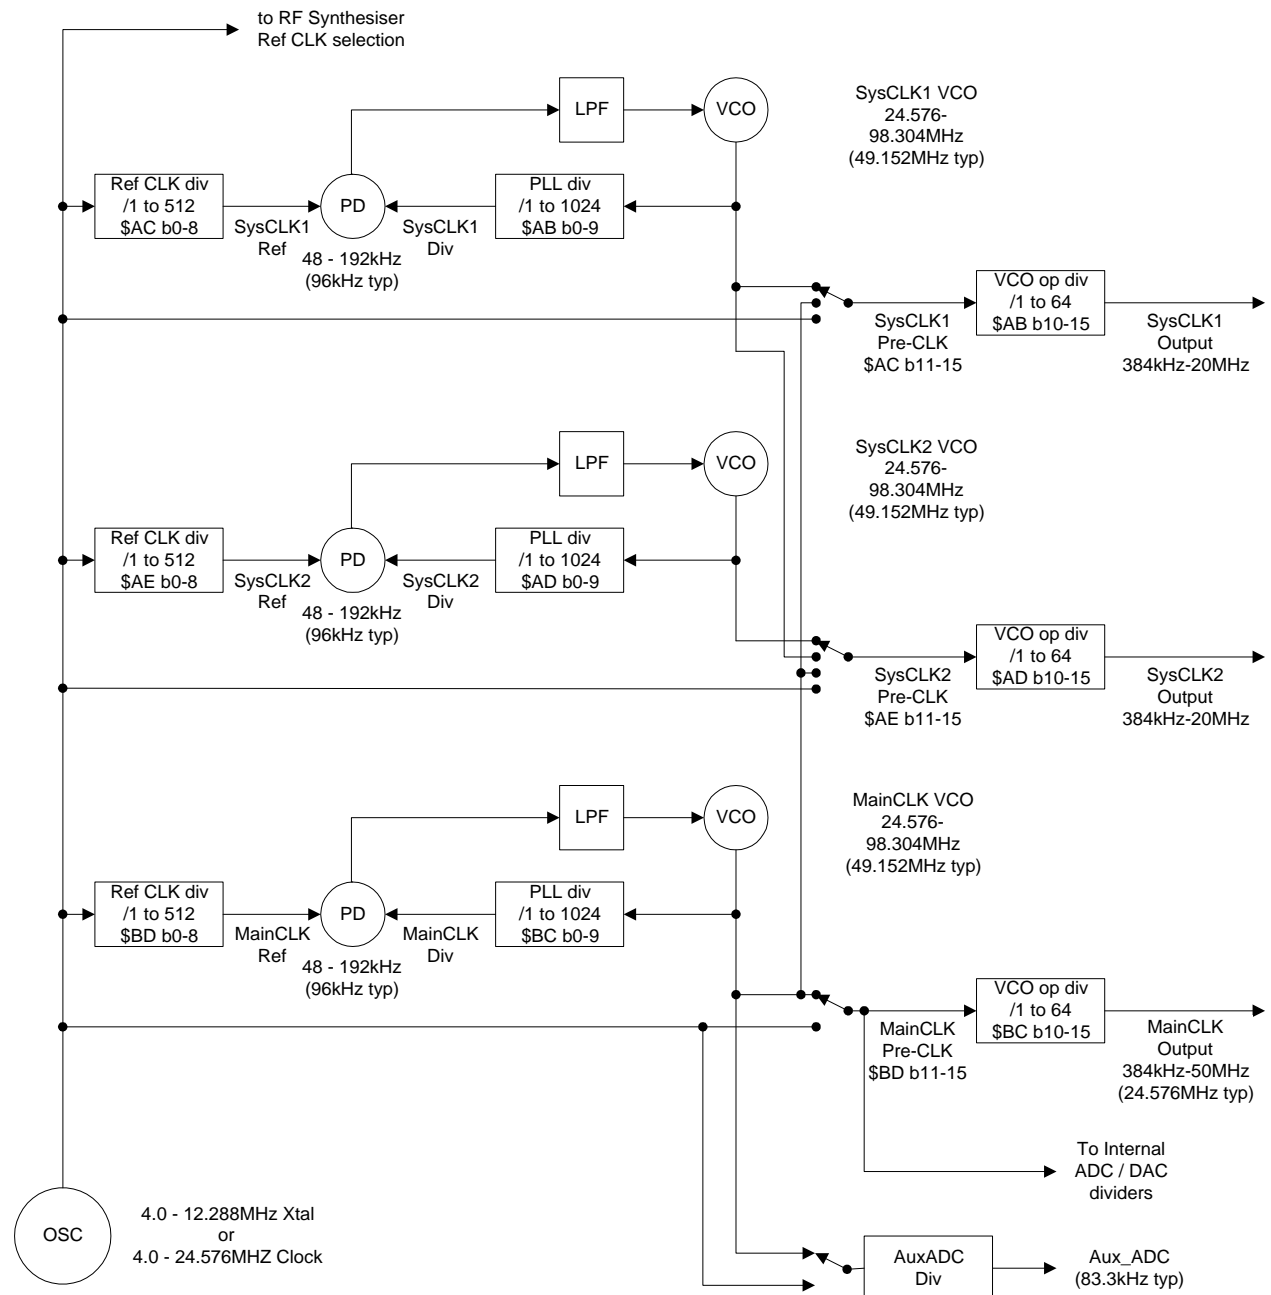 to RF Synthesiser
Ref CLK selection
LPF
VCO
SysCLK1 VCO
24.576-
98.304MHz
(49.152MHz typ)
Ref CLK div
/1 to 512
$AC b0-8
SysCLK1
Ref
PD
48 - 192kHz
(96kHz typ)
SysCLK1
Div
PLL div
/1 to 1024
$AB b0-9
SysCLK1
Pre-CLK
$AC b11-15
VCO op div
/1 to 64
$AB b10-15
SysCLK1
Output
384kHz-20MHz
LPF
VCO
SysCLK2 VCO
24.576-
98.304MHz
(49.152MHz typ)
Ref CLK div
/1 to 512
$AE b0-8
SysCLK2
Ref
PD
48 - 192kHz
(96kHz typ)
SysCLK2
Div
PLL div
/1 to 1024
$AD b0-9
SysCLK2
Pre-CLK
$AE b11-15
VCO op div
/1 to 64
$AD b10-15
SysCLK2
Output
384kHz-20MHz
LPF
VCO
MainCLK VCO
24.576-
98.304MHz
(49.152MHz typ)
Ref CLK div
/1 to 512
$BD b0-8
MainCLK
Ref
PD
48 - 192kHz
(96kHz typ)
MainCLK
Div
PLL div
/1 to 1024
$BC b0-9
MainCLK
Pre-CLK
$BD b11-15
VCO op div
/1 to 64
$BC b10-15
MainCLK
Output
384kHz-50MHz
(24.576MHz typ)
To Internal
ADC / DAC
dividers
OSC
4.0 - 12.288MHz Xtal
or
4.0 - 24.576MHZ Clock
AuxADC
Div
Aux_ADC
(83.3kHz typ)